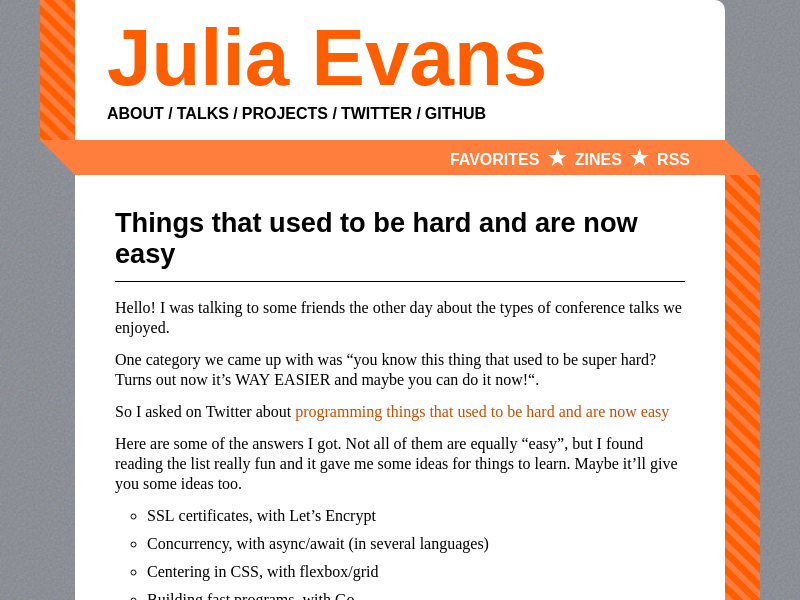 Julia Evans
ABOUT / TALKS / PROJECTS / TWITTER / GITHUB
FAVORITES ★ ZINES ★ RSS
Things that used to be hard and are now
easy
Hello! I was talking to some friends the other day about the types of conference talks we
enjoyed.
One category we came up with was “you know this thing that used to be super hard?
Turns out now it’s WAY EASIER and maybe you can do it now!“.
So I asked on Twitter about programming things that used to be hard and are now easy
Here are some of the answers I got. Not all of them are equally “easy”, but I found
reading the list really fun and it gave me some ideas for things to learn. Maybe it’ll give
you some ideas too.
SSL certificates, with Let’s Encrypt
Concurrency, with async/await (in several languages)
Centering in CSS, with flexbox/grid
Building fast programs, with Go